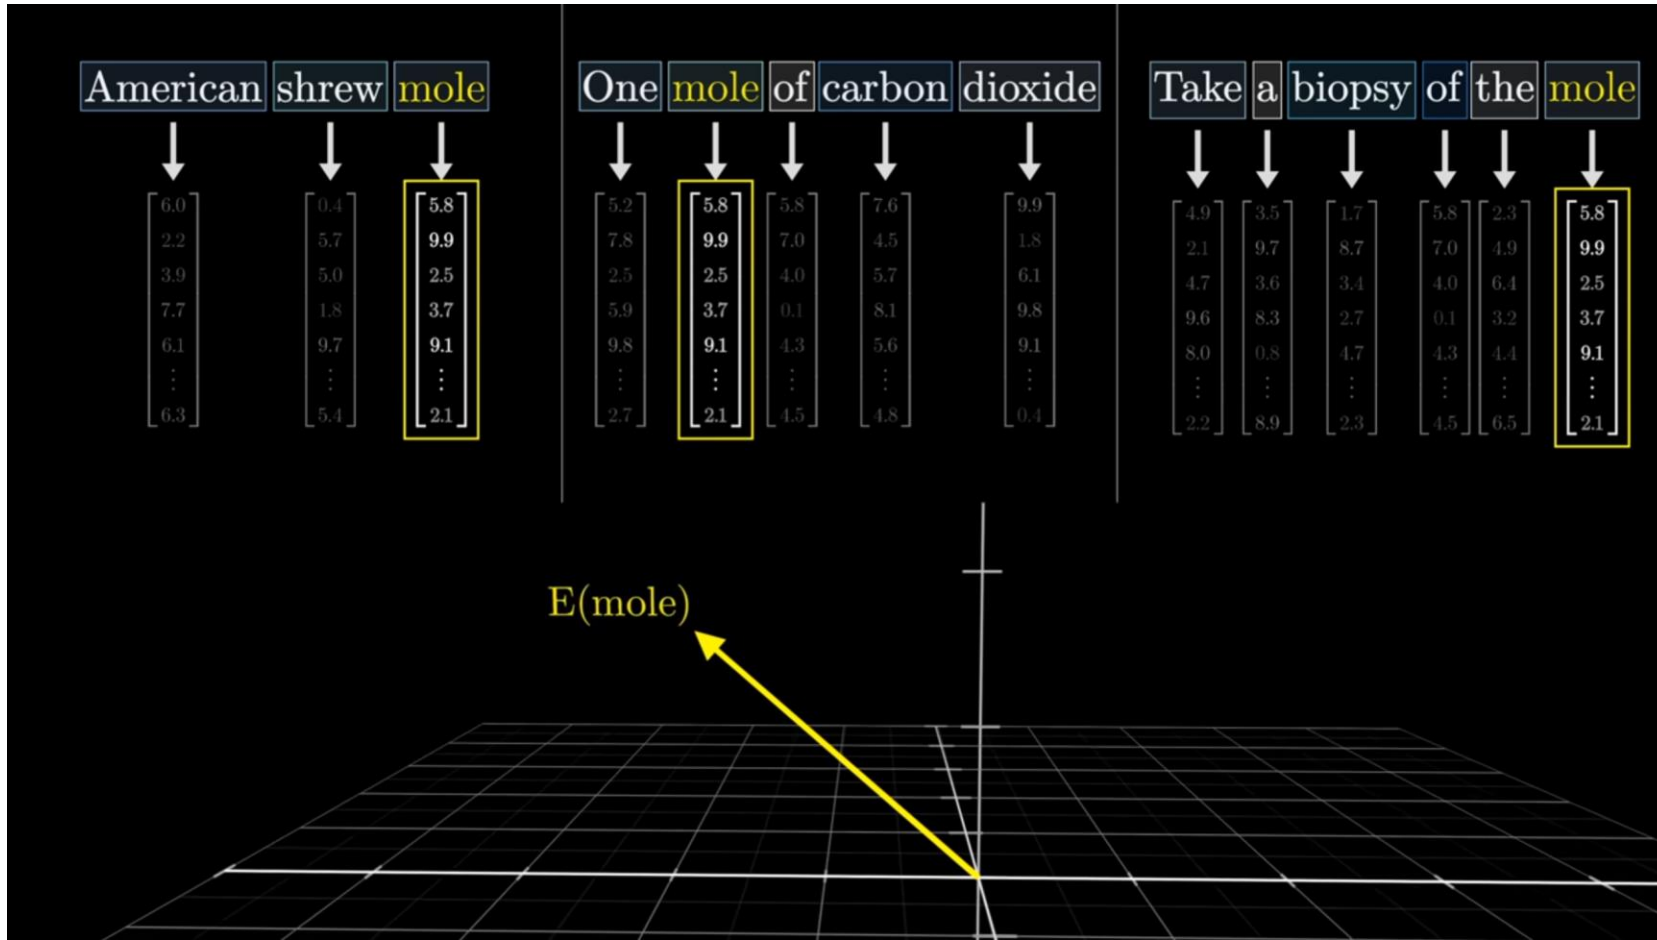 American shrew mole
6.0 0.4 5.8
2.2 5.7 9.9
3.9 5.0 2.5
7.7 1.8 3.7
6.1 9.7 9.1
⋮ ⋮ ⋮
6.3 5.4 2.1
One mole of carbon dioxide
5.2 5.8 5.8 7.6 9.9
7.8 9.9 7.0 4.5 1.8
2.5 2.5 4.0 5.7 6.1
5.9 3.7 0.1 8.1 9.8
9.8 9.1 4.3 5.6 9.1
⋮ ⋮ ⋮ ⋮ ⋮
2.7 2.1 4.5 4.8 0.4
Take a biopsy of the mole
4.9 3.5 1.7 5.8 2.3 5.8
2.1 9.7 8.7 7.0 4.9 9.9
4.7 3.6 3.4 4.0 6.4 2.5
9.6 8.3 2.7 0.1 3.2 3.7
8.0 0.8 4.7 4.3 4.4 9.1
⋮ ⋮ ⋮ ⋮ ⋮ ⋮
2.2 8.9 2.3 4.5 6.5 2.1
E(mole)